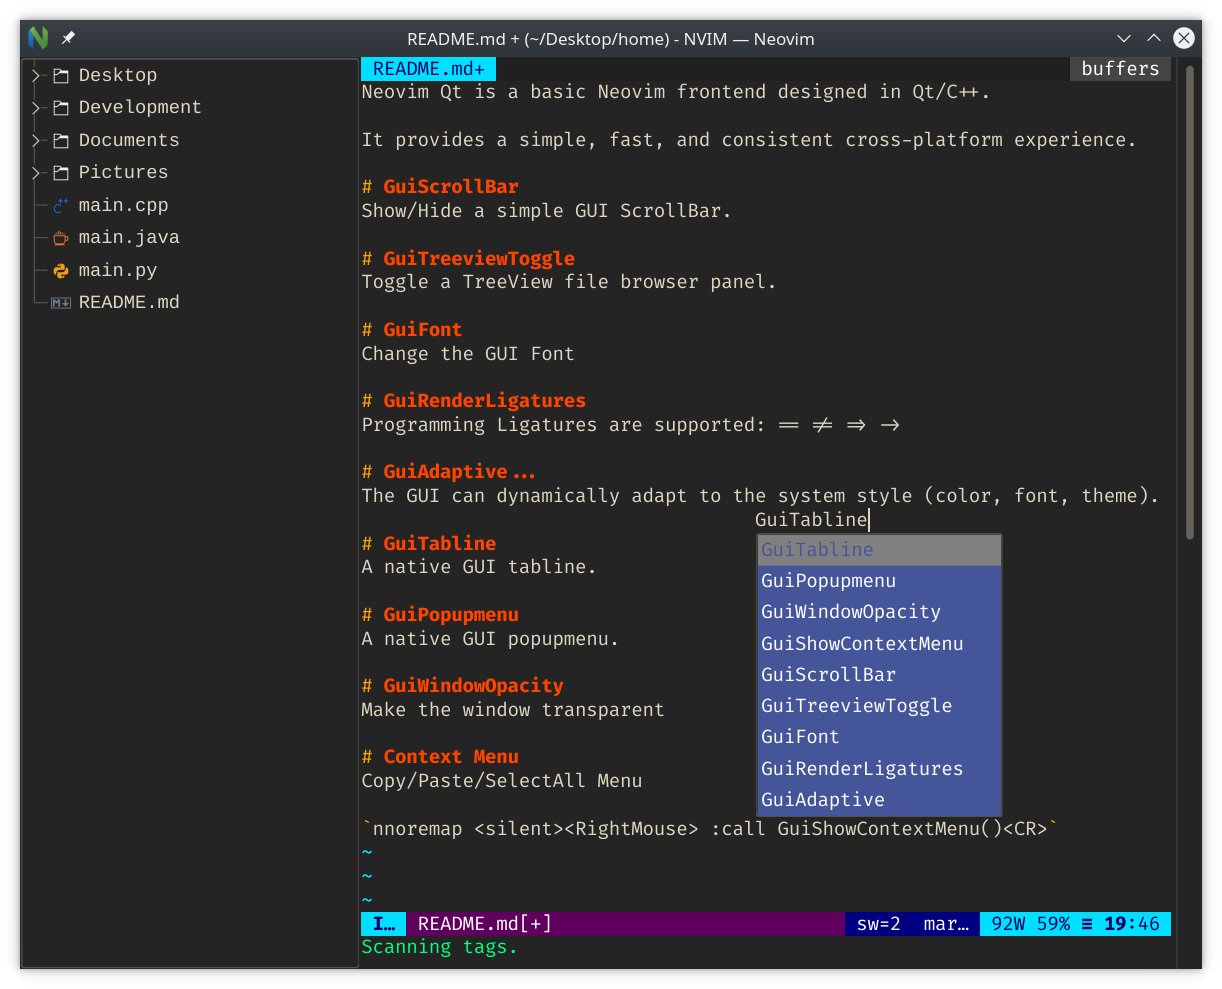 README.md + (~/Desktop/home) - NVIM — Neovim
Desktop
Development
Documents
Pictures
main.cpp
main.java
main.py
README.md
README.md+
buffers
Neovim Qt is a basic Neovim frontend designed in Qt/C++.
It provides a simple, fast, and consistent cross-platform experience.
# GuiScrollBar
Show/Hide a simple GUI ScrollBar.
# GuiTreeviewToggle
Toggle a TreeView file browser panel.
# GuiFont
Change the GUI Font
# GuiRenderLigatures
Programming Ligatures are supported: == ≠ ⇒ →
# GuiAdaptive...
The GUI can dynamically adapt to the system style (color, font, theme).
GuiTabline
# GuiTabline
A native GUI tabline.
# GuiPopupmenu
A native GUI popupmenu.
# GuiWindowOpacity
Make the window transparent
# Context Menu
Copy/Paste/SelectAll Menu
`nnoremap <silent><RightMouse> :call GuiShowContextMenu()<CR>`
~
~
~
GuiTabline
GuiPopupmenu
GuiWindowOpacity
GuiShowContextMenu
GuiScrollBar
GuiTreeviewToggle
GuiFont
GuiRenderLigatures
GuiAdaptive
I… README.md[+] sw=2 mar… 92W 59% ≡ 19:46
Scanning tags.